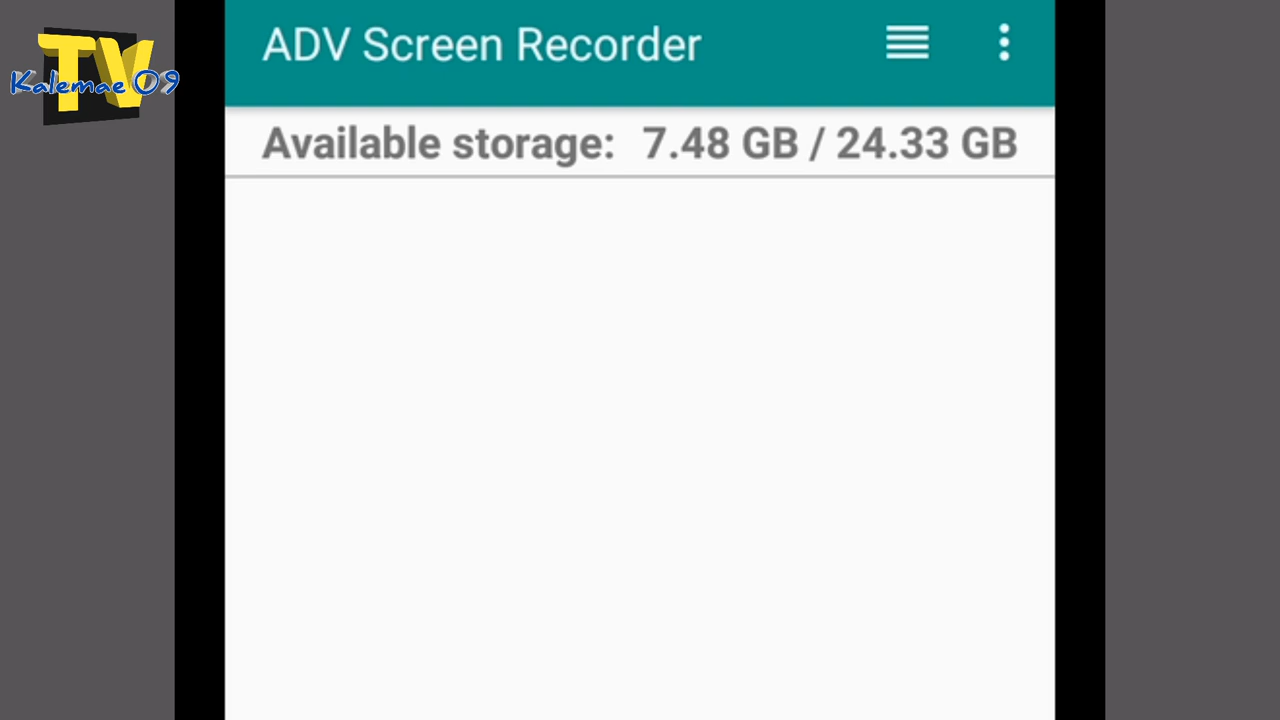 TV
Kalemae 09
ADV Screen Recorder
Available storage: 7.48 GB / 24.33 GB